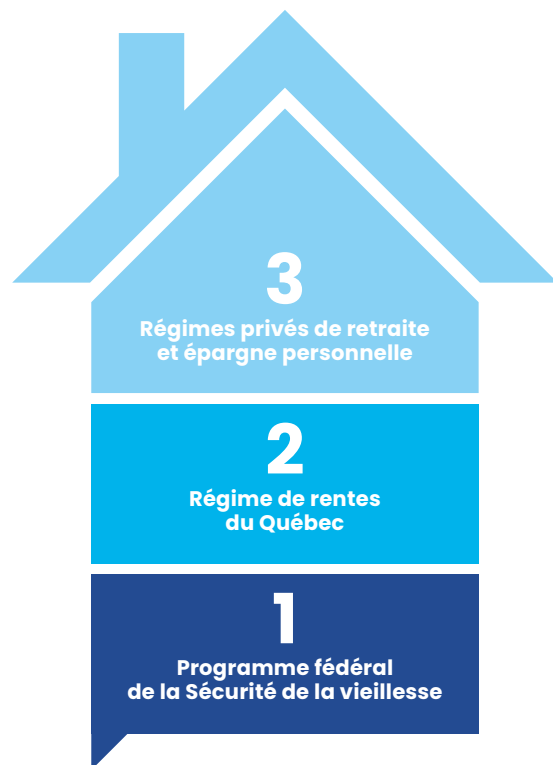 3
Régimes privés de retraite
et épargne personnelle
2
Régime de rentes
du Québec
1
Programme fédéral
de la Sécurité de la vieillesse